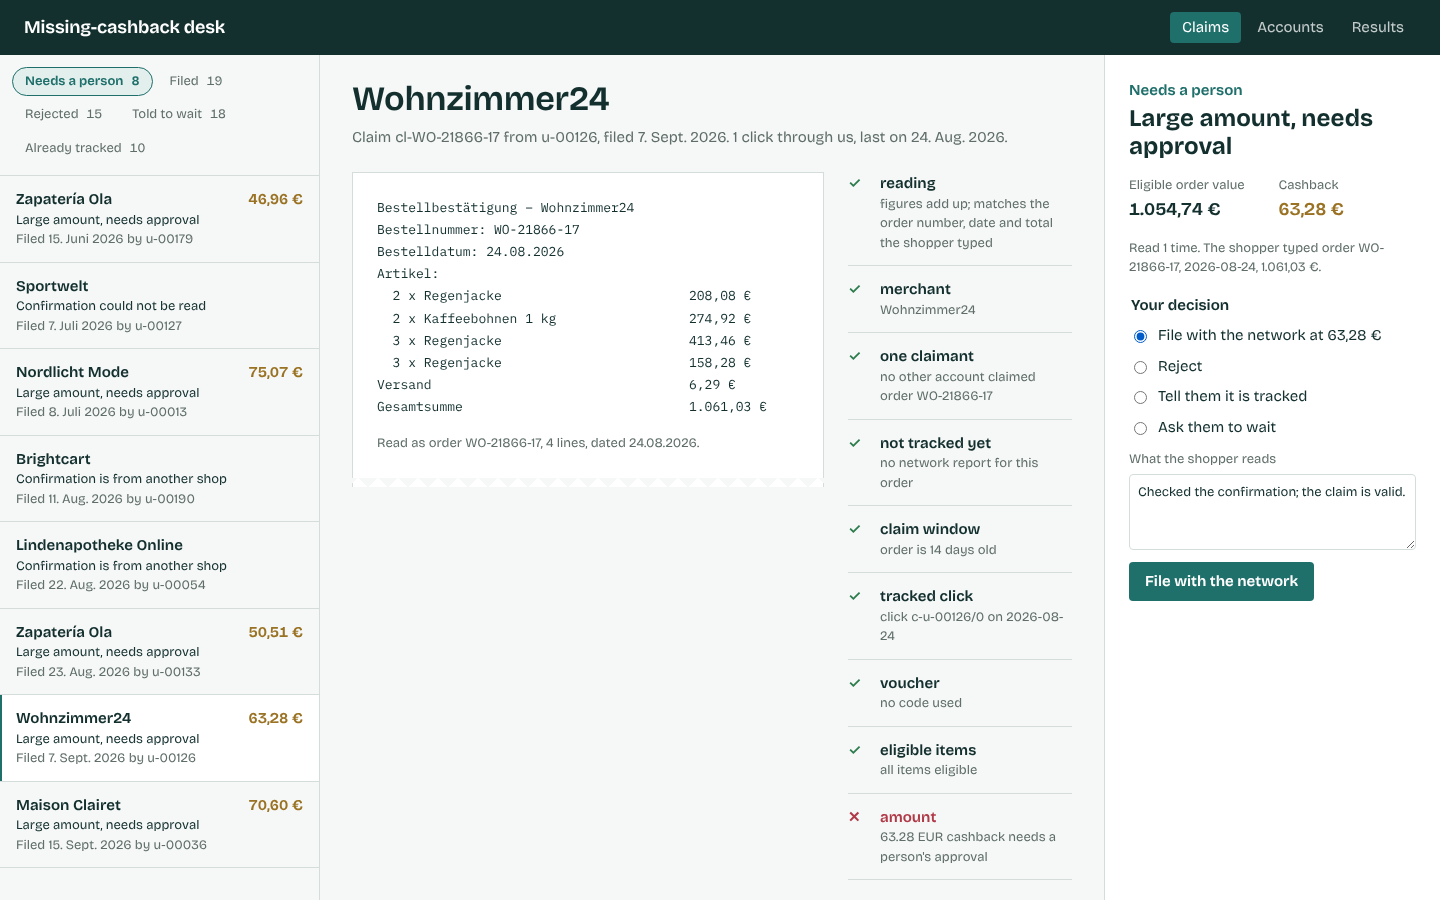 Missing-cashback desk
Claims Accounts Results
Needs a person 8 Filed 19
Rejected 15 Told to wait 18
Already tracked 10
Zapatería Ola 46,96 €
Large amount, needs approval
Filed 15. Juni 2026 by u-00179
Sportwelt
Confirmation could not be read
Filed 7. Juli 2026 by u-00127
Nordlicht Mode 75,07 €
Large amount, needs approval
Filed 8. Juli 2026 by u-00013
Brightcart
Confirmation is from another shop
Filed 11. Aug. 2026 by u-00190
Lindenapotheke Online
Confirmation is from another shop
Filed 22. Aug. 2026 by u-00054
Zapatería Ola 50,51 €
Large amount, needs approval
Filed 23. Aug. 2026 by u-00133
Wohnzimmer24 63,28 €
Large amount, needs approval
Filed 7. Sept. 2026 by u-00126
Maison Clairet 70,60 €
Large amount, needs approval
Filed 15. Sept. 2026 by u-00036
Wohnzimmer24
Claim cl-WO-21866-17 from u-00126, filed 7. Sept. 2026. 1 click through us, last on 24. Aug. 2026.
Bestellbestätigung – Wohnzimmer24
Bestellnummer: WO-21866-17
Bestelldatum: 24.08.2026
Artikel:
2 x Regenjacke 208,08 €
2 x Kaffeebohnen 1 kg 274,92 €
3 x Regenjacke 413,46 €
3 x Regenjacke 158,28 €
Versand 6,29 €
Gesamtsumme 1.061,03 €
Read as order WO-21866-17, 4 lines, dated 24.08.2026.
reading
figures add up; matches the
order number, date and total
the shopper typed
merchant
Wohnzimmer24
one claimant
no other account claimed
order WO-21866-17
not tracked yet
no network report for this
order
claim window
order is 14 days old
tracked click
click c-u-00126/0 on 2026-08-
24
voucher
no code used
eligible items
all items eligible
amount
63.28 EUR cashback needs a
person's approval
Needs a person
Large amount, needs
approval
Eligible order value Cashback
1.054,74 € 63,28 €
Read 1 time. The shopper typed order WO-
21866-17, 2026-08-24, 1.061,03 €.
Your decision
File with the network at 63,28 €
Reject
Tell them it is tracked
Ask them to wait
What the shopper reads
Checked the confirmation; the claim is valid.
File with the network